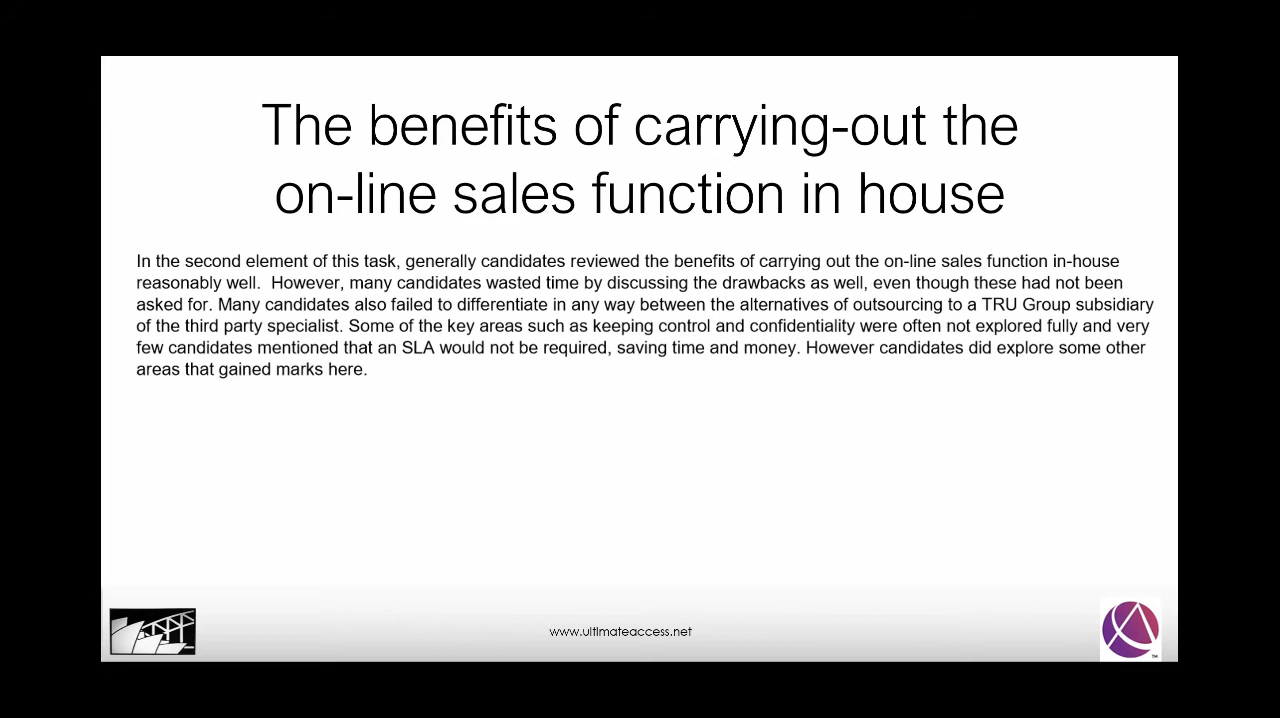 The benefits of carrying-out the
on-line sales function in house
In the second element of this task, generally candidates reviewed the benefits of carrying out the on-line sales function in-house
reasonably well.  However, many candidates wasted time by discussing the drawbacks as well, even though these had not been
asked for. Many candidates also failed to differentiate in any way between the alternatives of outsourcing to a TRU Group subsidiary
of the third party specialist. Some of the key areas such as keeping control and confidentiality were often not explored fully and very
few candidates mentioned that an SLA would not be required, saving time and money. However candidates did explore some other
areas that gained marks here.
www.ultimateaccess.net
TM